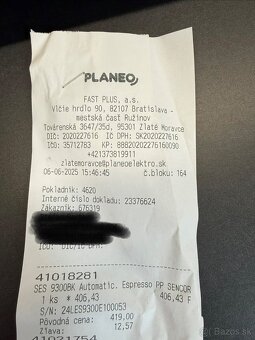 PLANEO
FAST PLUS, a.s.
Vlčie hrdlo 90, 82107 Bratislava -
mestská časť Ružinov
Továrenská 3647/35d, 95301 Zlaté Moravce
DIČ: 2020227616 IČ DPH: SK2020227616
IČO: 35712783 KP: 88820202276160090
+421373819911
zlatemoravce@planeoelektro.sk
06-06-2025 15:46:45 č.bloku: 164
Pokladník: 4620
Interné číslo dokladu: 23376624
Zákazník: 676319
41018281
SES 9300BK Automatic. Espresso PP SENCOR
1 ks * 406,43 406,43 F
S/N: 24LES9300E100053
Pôvodná cena: 419.00
Zľava: 12,57
41031754
bazos.sk